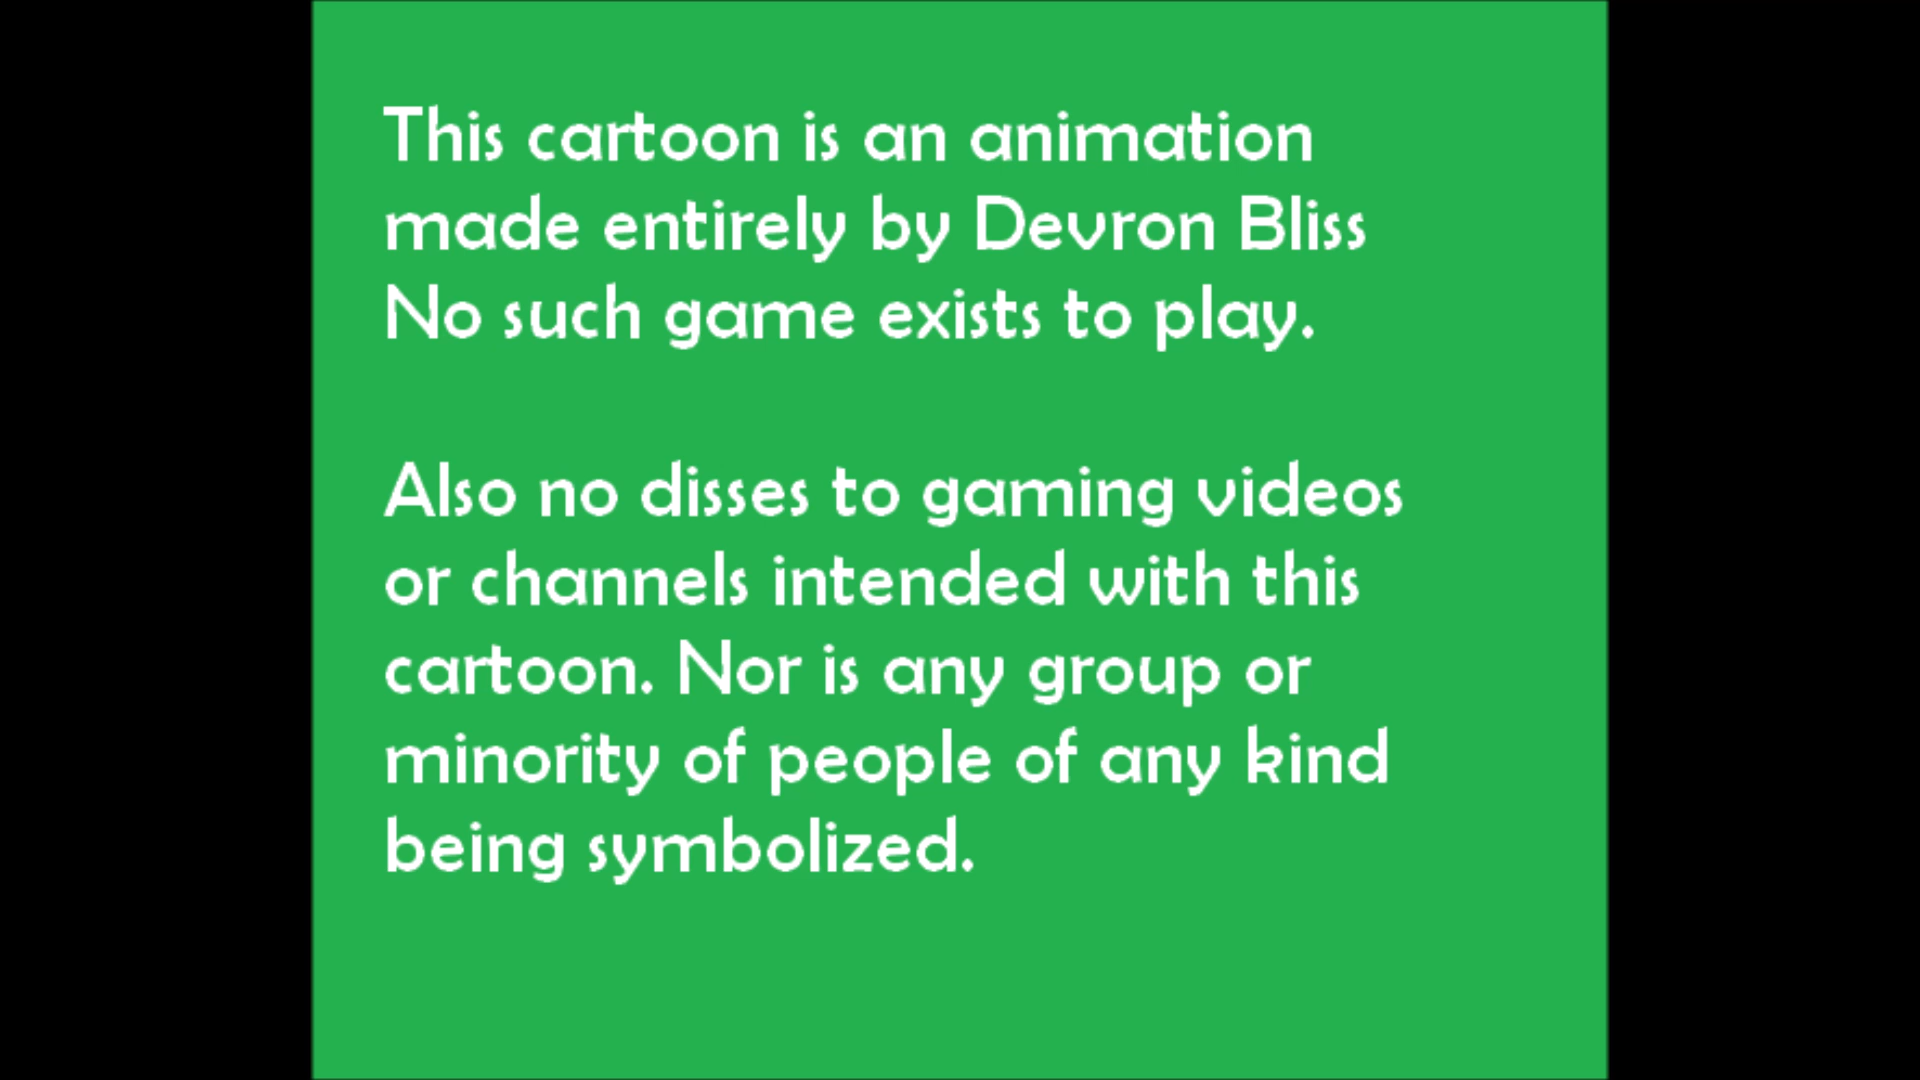 This cartoon is an animation
made entirely by Devron Bliss
No such game exists to play.
Also no disses to gaming videos
or channels intended with this
cartoon. Nor is any group or
minority of people of any kind
being symbolized.